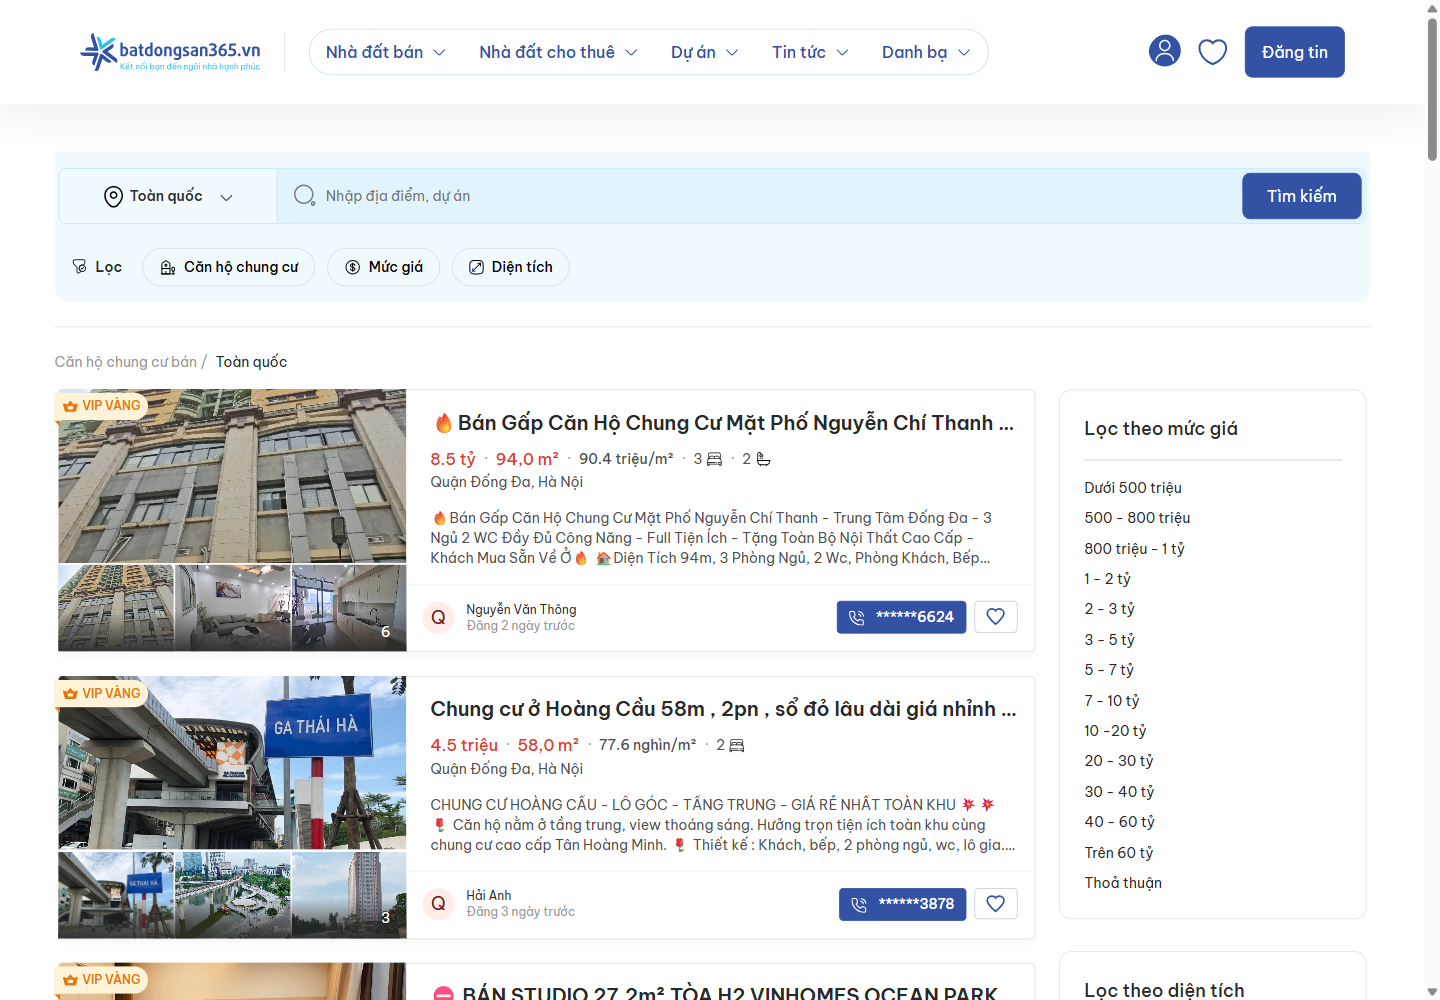 batdongsan365.vn
Kết nối bạn đến ngôi nhà hạnh phúc
Nhà đất bán
Nhà đất cho thuê
Dự án
Tin tức
Danh bạ
Đăng tin
Toàn quốc
Nhập địa điểm, dự án
Tìm kiếm
Lọc
Căn hộ chung cư
Mức giá
Diện tích
Căn hộ chung cư bán / Toàn quốc
VIP VÀNG
6
🔥Bán Gấp Căn Hộ Chung Cư Mặt Phố Nguyễn Chí Thanh ...
8.5 tỷ · 94,0 m² · 90.4 triệu/m² · 3 · 2
Quận Đống Đa, Hà Nội
🔥Bán Gấp Căn Hộ Chung Cư Mặt Phố Nguyễn Chí Thanh - Trung Tâm Đống Đa - 3
Ngủ 2 WC Đầy Đủ Công Năng - Full Tiện Ích - Tặng Toàn Bộ Nội Thất Cao Cấp -
Khách Mua Sẵn Về Ở🔥 🏠Diện Tích 94m, 3 Phòng Ngủ, 2 Wc, Phòng Khách, Bếp...
Q
Nguyễn Văn Thông
Đăng 2 ngày trước
******6624
VIP VÀNG
GA THÁI HÀ
GA THÁI HÀ
3
Chung cư ở Hoàng Cầu 58m , 2pn , sổ đỏ lâu dài giá nhỉnh ...
4.5 triệu · 58,0 m² · 77.6 nghìn/m² · 2
Quận Đống Đa, Hà Nội
CHUNG CƯ HOÀNG CẦU - LÔ GÓC - TẦNG TRUNG - GIÁ RẺ NHẤT TOÀN KHU 💥 💥
🌷 Căn hộ nằm ở tầng trung, view thoáng sáng. Hưởng trọn tiện ích toàn khu cùng
chung cư cao cấp Tân Hoàng Minh. 🌷 Thiết kế : Khách, bếp, 2 phòng ngủ, wc, lô gia....
Q
Hải Anh
Đăng 3 ngày trước
******3878
VIP VÀNG
⛔ BÁN STUDIO 27,2m² TÒA H2 VINHOMES OCEAN PARK
Lọc theo mức giá
Dưới 500 triệu
500 - 800 triệu
800 triệu - 1 tỷ
1 - 2 tỷ
2 - 3 tỷ
3 - 5 tỷ
5 - 7 tỷ
7 - 10 tỷ
10 -20 tỷ
20 - 30 tỷ
30 - 40 tỷ
40 - 60 tỷ
Trên 60 tỷ
Thoả thuận
Lọc theo diện tích